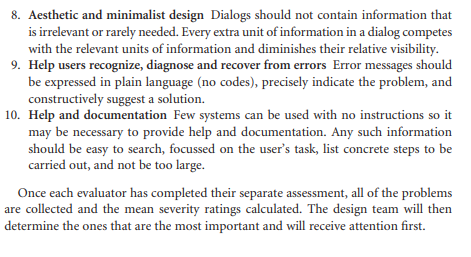 8. Aesthetic and minimalist design Dialogs should not contain information that
is irrelevant or rarely needed. Every extra unit of information in a dialog competes
with the relevant units of information and diminishes their relative visibility.
9. Help users recognize, diagnose and recover from errors Error messages should
be expressed in plain language (no codes), precisely indicate the problem, and
constructively suggest a solution.
10. Help and documentation Few systems can be used with no instructions so it
may be necessary to provide help and documentation. Any such information
should be easy to search, focussed on the user's task, list concrete steps to be
carried out, and not be too large.
Once each evaluator has completed their separate assessment, all of the problems
are collected and the mean severity ratings calculated. The design team will then
determine the ones that are the most important and will receive attention first.